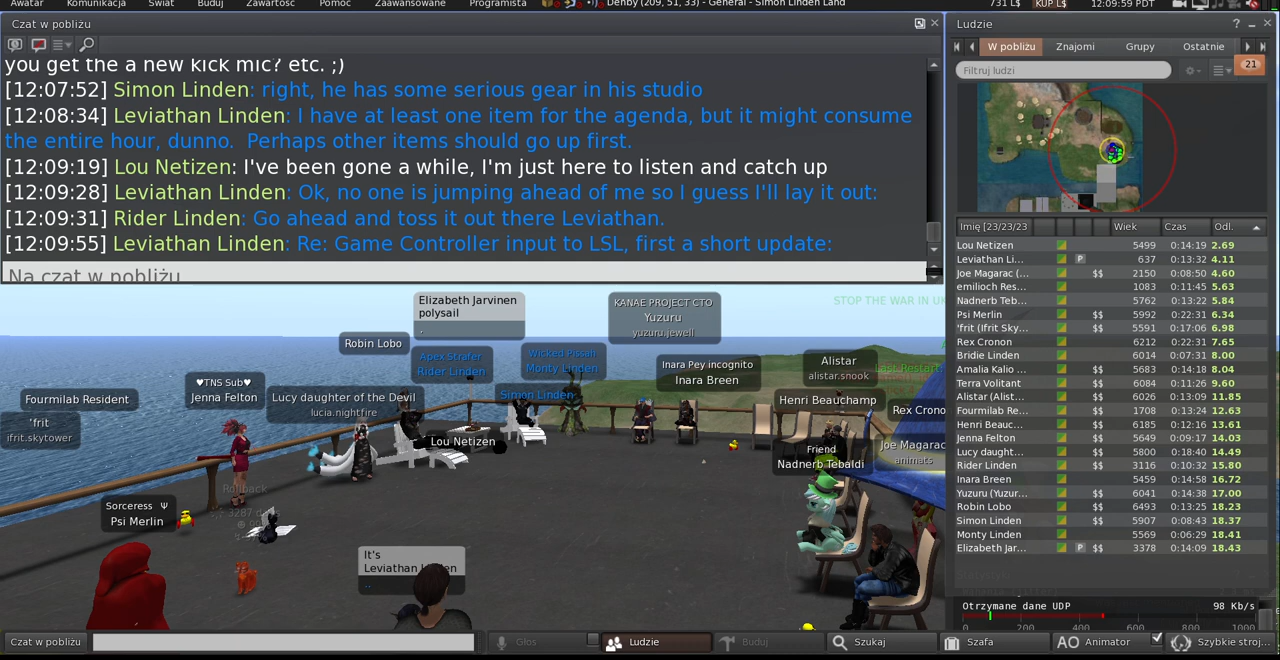 Awatar Komunikacja Świat Buduj Zawartość Pomoc Zaawansowane Programista Denby (209, 51, 33) - General - Simon Linden Land 731 L$ KUP L$ 12:09:59 PDT
Czat w pobliżu
you get the a new kick mic? etc. ;)
[12:07:52] Simon Linden: right, he has some serious gear in his studio
[12:08:34] Leviathan Linden: I have at least one item for the agenda, but it might consume
the entire hour, dunno. Perhaps other items should go up first.
[12:09:19] Lou Netizen: I've been gone a while, I'm just here to listen and catch up
[12:09:28] Leviathan Linden: Ok, no one is jumping ahead of me so I guess I'll lay it out:
[12:09:31] Rider Linden: Go ahead and toss it out there Leviathan.
[12:09:55] Leviathan Linden: Re: Game Controller input to LSL, first a short update:
Na czat w pobliżu
Ludzie
W pobliżu Znajomi Grupy Ostatnie
21
Filtruj ludzi
Imię [23/23/23 Wiek Czas Odl.
Lou Netizen 5499 0:14:19 2.69
Leviathan Li... P 637 0:13:32 4.11
Joe Magarac (... $$ 2150 0:08:50 4.60
emilioch Res... 1083 0:11:45 5.63
Nadnerb Teb... 5762 0:13:22 5.84
Psi Merlin $$ 5992 0:22:31 6.34
'frit (Ifrit Sky... $$ 5591 0:17:06 6.98
Rex Cronon 6212 0:22:31 7.65
Bridie Linden 6014 0:07:31 8.00
Amalia Kalio ... $$ 5683 0:14:18 8.04
Terra Volitant $$ 6084 0:11:26 9.60
Alistar (Alist... $$ 6026 0:13:09 11.85
Fourmilab Re... $$ 1708 0:13:24 12.63
Henri Beauc... $$ 6185 0:12:16 13.61
Jenna Felton $$ 5649 0:09:17 14.03
Lucy daught... $$ 5800 0:18:40 14.49
Rider Linden $$ 3116 0:10:32 15.80
Inara Breen 5459 0:14:58 16.72
Yuzuru (Yuzur... $$ 6041 0:14:38 17.00
Robin Lobo $$ 6493 0:13:25 18.23
Simon Linden $$ 5907 0:08:43 18.37
Monty Linden 5569 0:06:29 18.41
Elizabeth Jar... P $$ 3378 0:14:09 18.43
Otrzymane dane UDP 98 Kb/s
0 200 400 600 800 1000
Elizabeth Jarvinen
polysail
.
KANAE PROJECT CTO
Yuzuru
yuzuru.jewell
STOP THE WAR IN UK
Robin Lobo
Apex Strafer
Rider Linden
Wicked Pissah
Monty Linden
Simon Linden
Inara Pey incognito
Inara Breen
Alistar
alistar.snook
Last Restart:
♥TNS Sub♥
Jenna Felton
Fourmilab Resident
Lucy daughter of the Devil
lucia.nightfire
Henri Beauchamp
Rex Crono
'frit
ifrit.skytower
Lou Netizen
Friend
Nadnerb Tebaldi
Joe Magarac
animats
Rollback
Sorceress Ψ
Psi Merlin
It's
Leviathan Linden
..
Czat w pobliżu Głos Ludzie Buduj Szukaj Szafa AO Animator Szybkie stroj...